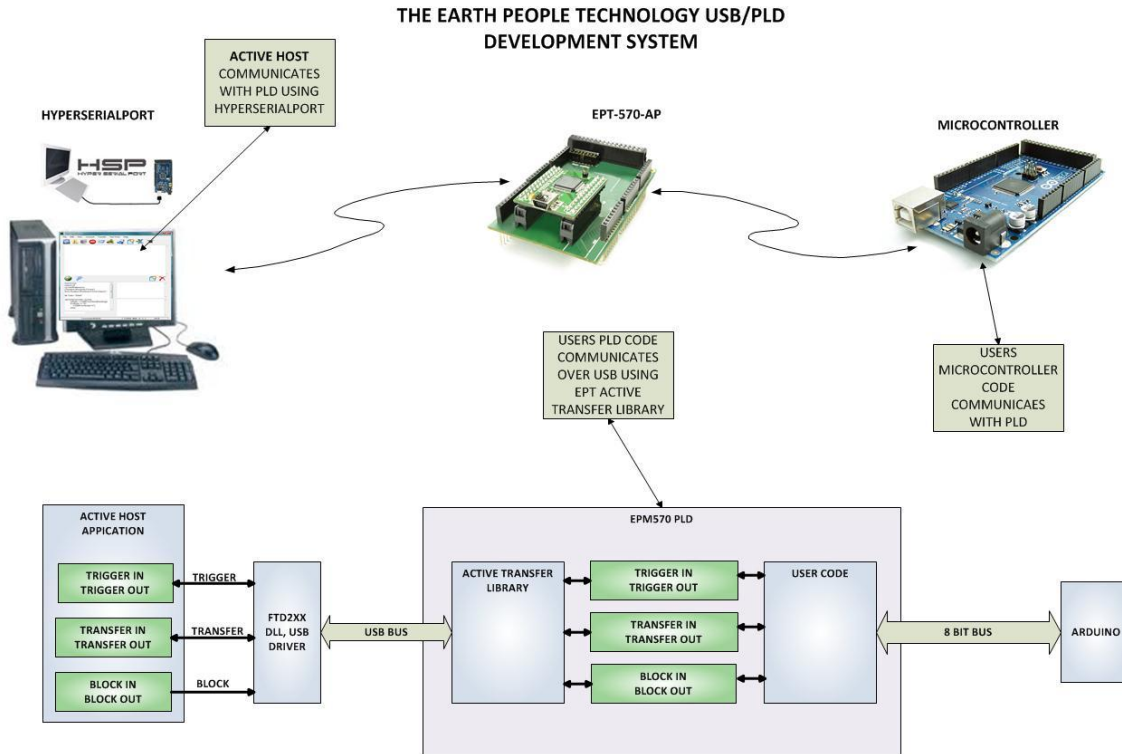 THE EARTH PEOPLE TECHNOLOGY USB/PLD
DEVELOPMENT SYSTEM
ACTIVE HOST
COMMUNICATES
WITH PLD USING
HYPERSERIALPORT
HYPERSERIALPORT
HSP
HYPER SERIAL PORT
EPT-570-AP
MICROCONTROLLER
USERS PLD CODE
COMMUNICATES
OVER USB USING
EPT ACTIVE
TRANSFER LIBRARY
USERS
MICROCONTROLLER
CODE
COMMUNICAES
WITH PLD
ACTIVE HOST
APPICATION
TRIGGER IN
TRIGGER OUT
TRANSFER IN
TRANSFER OUT
BLOCK IN
BLOCK OUT
TRIGGER
TRANSFER
BLOCK
FTD2XX
DLL, USB
DRIVER
USB BUS
EPM570 PLD
ACTIVE TRANSFER
LIBRARY
TRIGGER IN
TRIGGER OUT
TRANSFER IN
TRANSFER OUT
BLOCK IN
BLOCK OUT
USER CODE
8 BIT BUS
ARDUINO